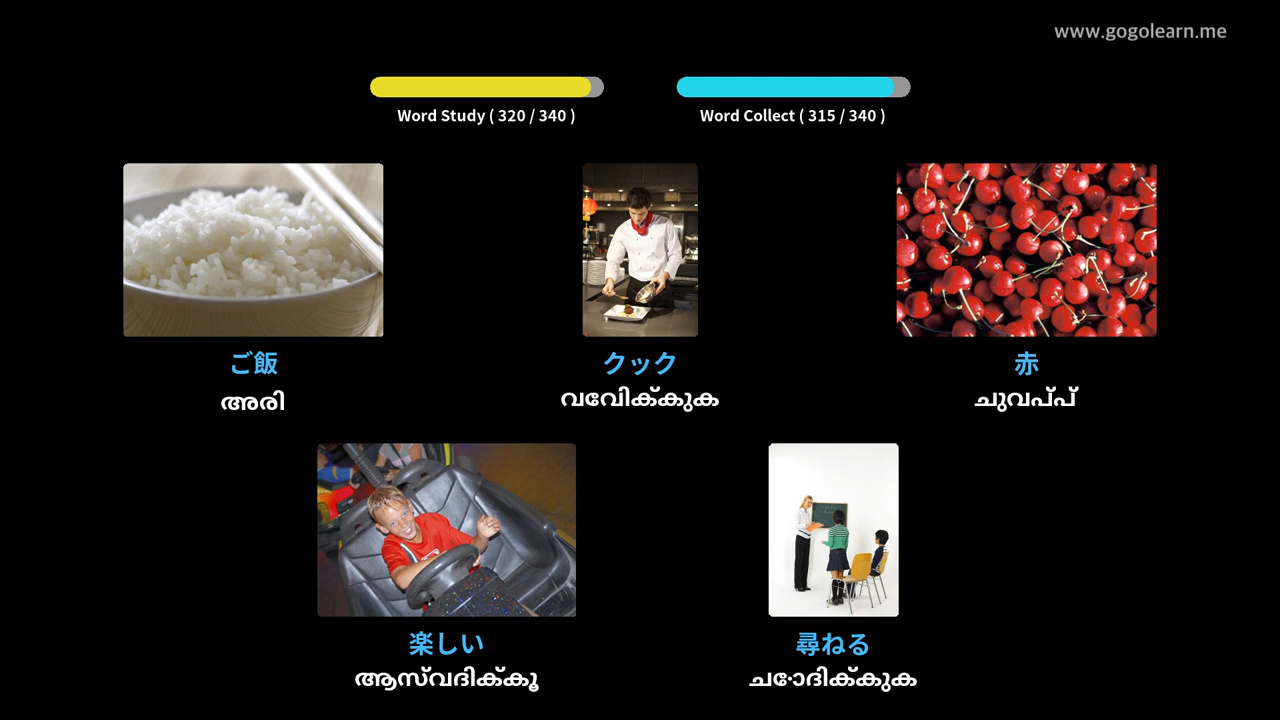 www.gogolearn.me
Word Study ( 320 / 340 )
Word Collect ( 315 / 340 )
ご飯
അരി
クック
വവേിക്കുക
赤
ചുവപ്പ്
楽しい
ആസ്വദിക്കൂ
尋ねる
ചോദിക്കുക